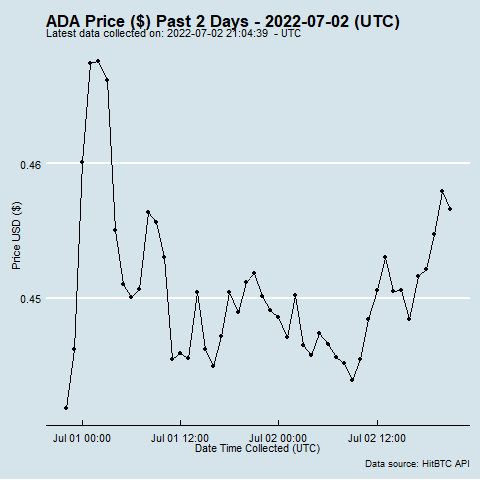 ADA Price ($) Past 2 Days - 2022-07-02 (UTC)
Latest data collected on: 2022-07-02 21:04:39 - UTC
0.46
Price USD ($)
0.45
Jul 01 00:00 Jul 01 12:00 Jul 02 00:00 Jul 02 12:00
Date Time Collected (UTC)
Data source: HitBTC API